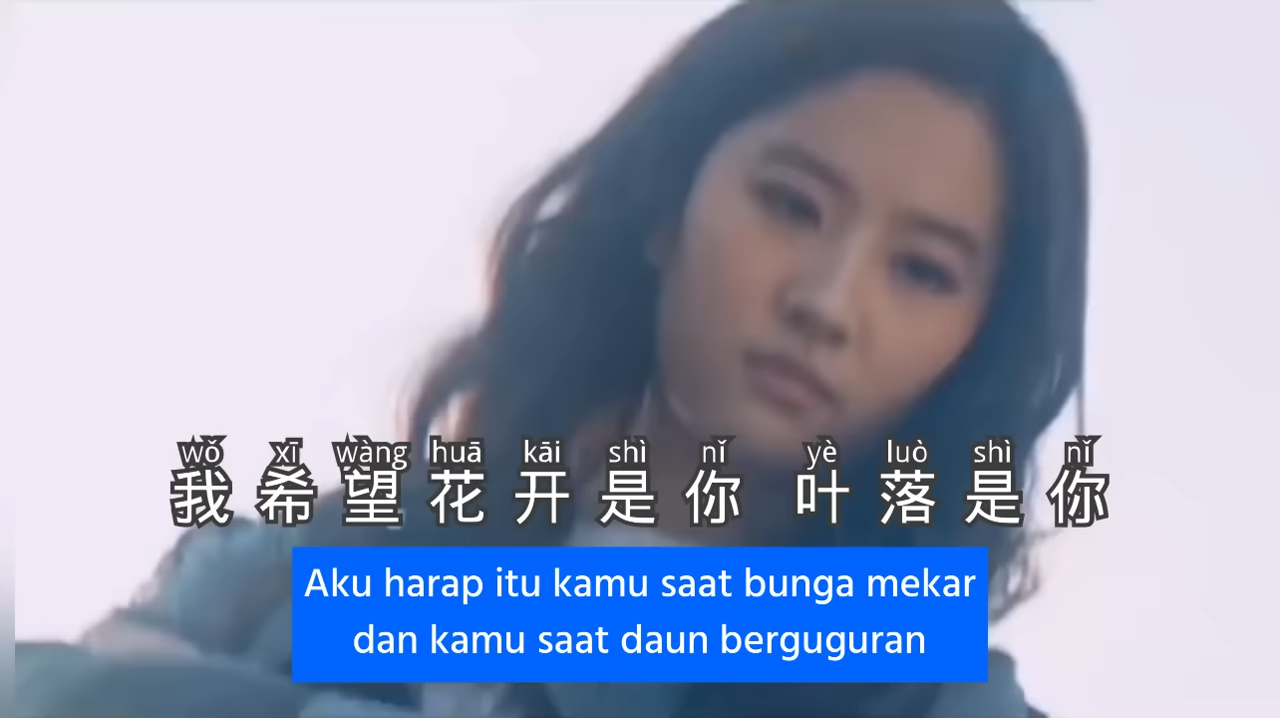 wǒ xī wàng huā kāi shì nǐ yè luò shì nǐ
我希望花开是你 叶落是你
Aku harap itu kamu saat bunga mekar
dan kamu saat daun berguguran